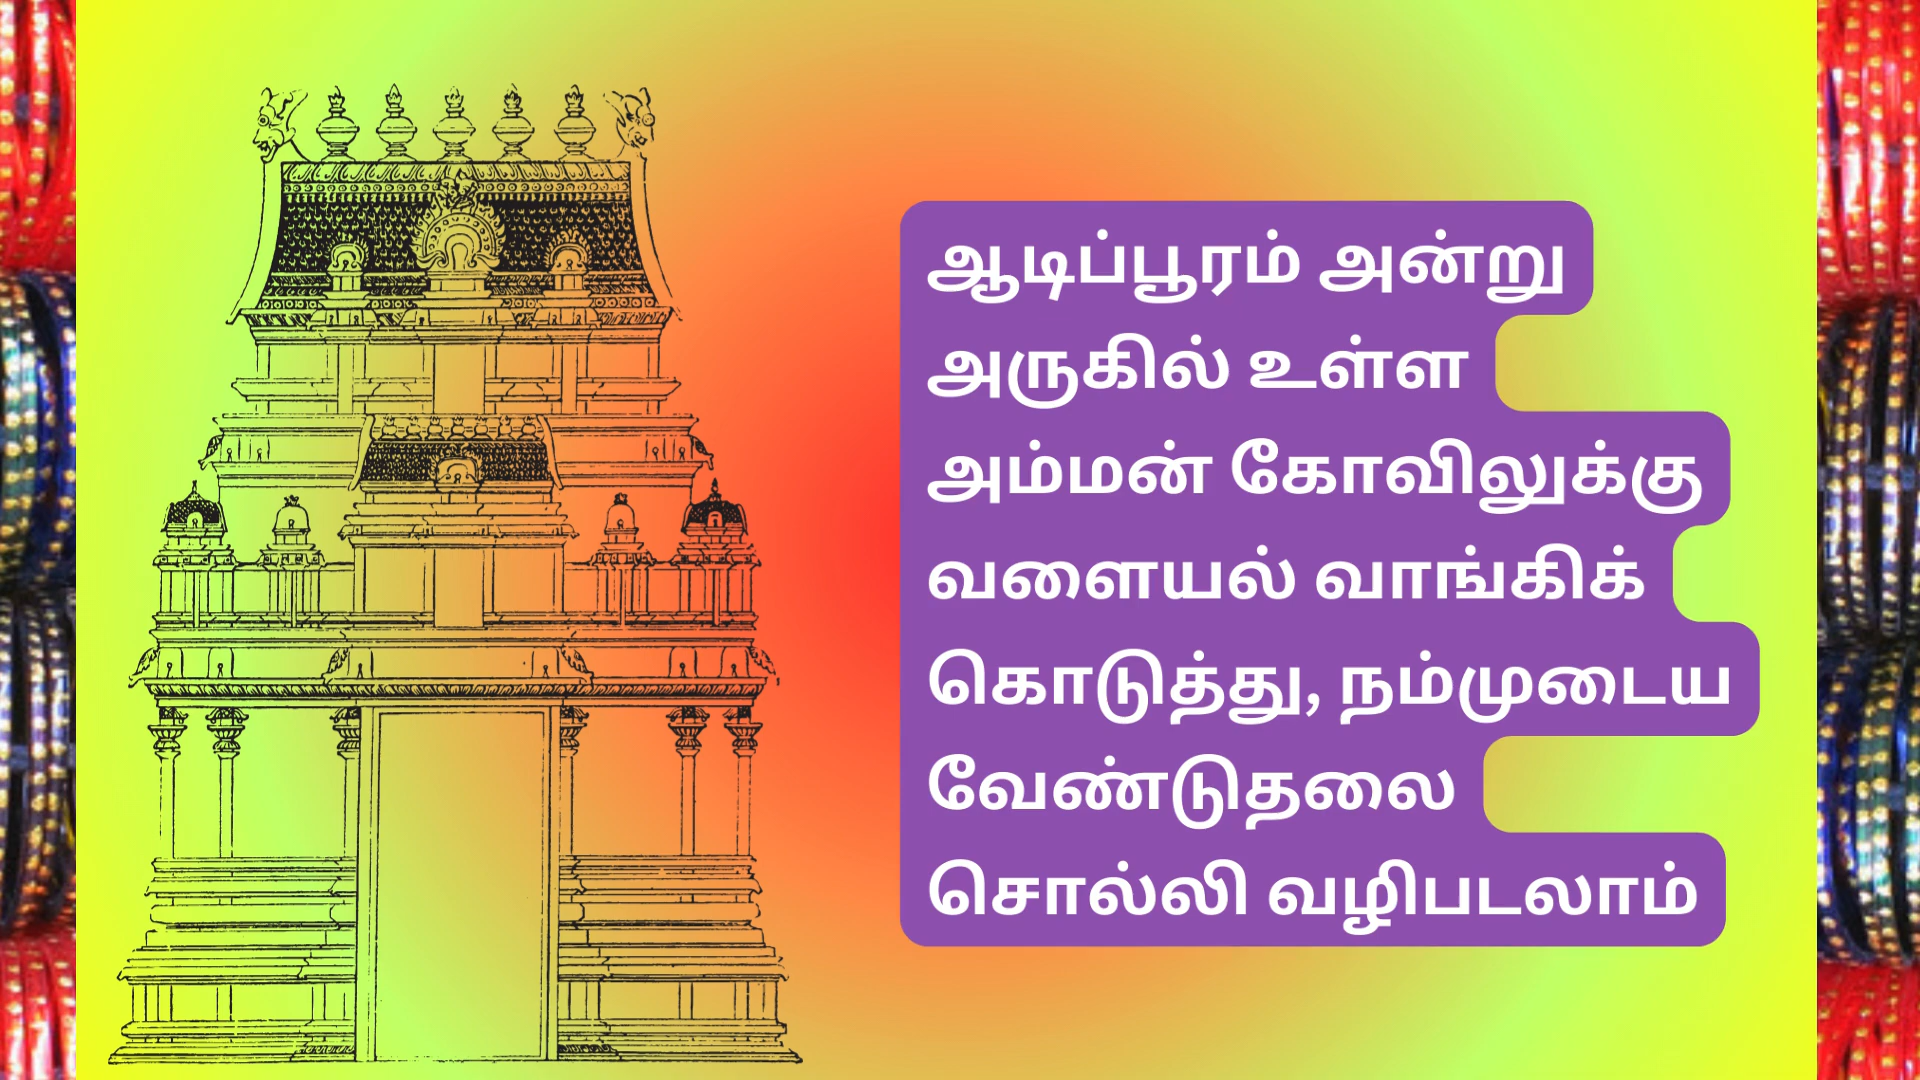 ஆடிப்பூரம் அன்று
அருகில் உள்ள
அம்மன் கோவிலுக்கு
வளையல் வாங்கிக்
கொடுத்து, நம்முடைய
வேண்டுதலை
சொல்லி வழிபடலாம்